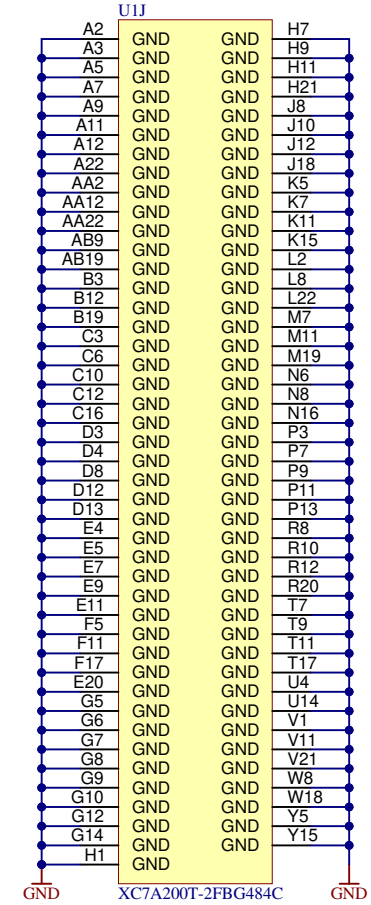 U1J
A2 GND GND H7
A3 GND GND H9
A5 GND GND H11
A7 GND GND H21
A9 GND GND J8
A11 GND GND J10
A12 GND GND J12
A22 GND GND J18
AA2 GND GND K5
AA12 GND GND K7
AA22 GND GND K11
AB9 GND GND K15
AB19 GND GND L2
B3 GND GND L8
B12 GND GND L22
B19 GND GND M7
C3 GND GND M11
C6 GND GND M19
C10 GND GND N6
C12 GND GND N8
C16 GND GND N16
D3 GND GND P3
D4 GND GND P7
D8 GND GND P9
D12 GND GND P11
D13 GND GND P13
E4 GND GND R8
E5 GND GND R10
E7 GND GND R12
E9 GND GND R20
E11 GND GND T7
F5 GND GND T9
F11 GND GND T11
F17 GND GND T17
E20 GND GND U4
G5 GND GND U14
G6 GND GND V1
G7 GND GND V11
G8 GND GND V21
G9 GND GND W8
G10 GND GND W18
G12 GND GND Y5
G14 GND GND Y15
H1 GND
GND XC7A200T-2FBG484C GND